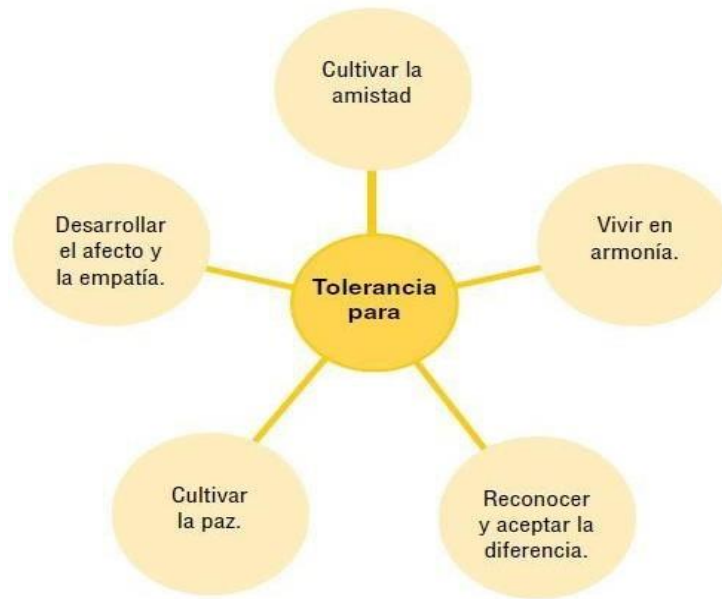 Cultivar la
amistad
Desarrollar
el afecto y
la empatía.
Vivir en
armonía.
Tolerancia
para
Cultivar
la paz.
Reconocer
y aceptar la
diferencia.